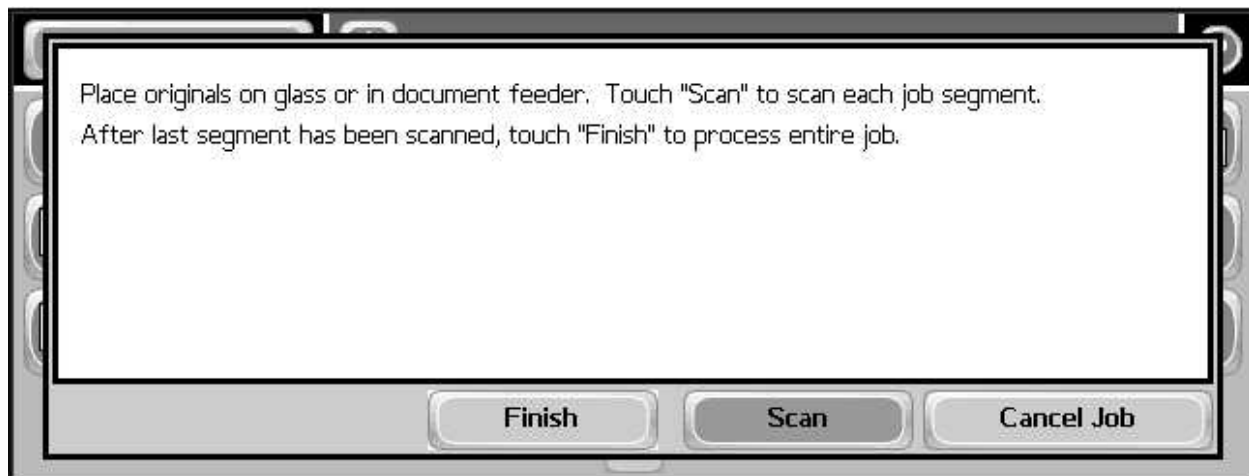 Place originals on glass or in document feeder.  Touch "Scan" to scan each job segment.
After last segment has been scanned, touch "Finish" to process entire job.
Finish
Scan
Cancel Job